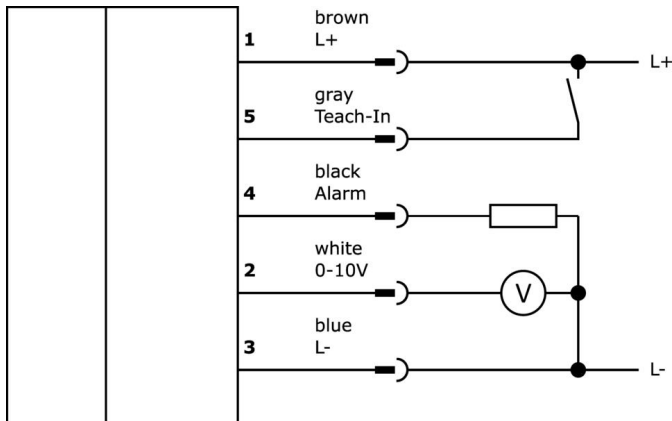 brown
1 L+
L+
gray
5 Teach-In
black
4 Alarm
white
2 0-10V
V
blue
3 L-
L-